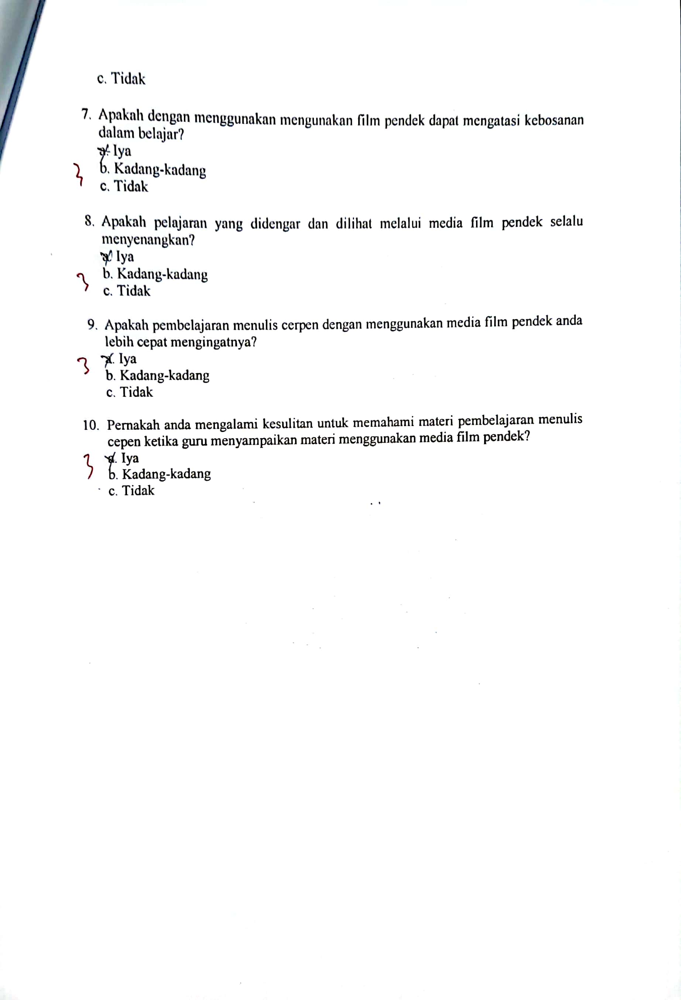 c. Tidak
7. Apakah dengan menggunakan mengunakan film pendek dapat mengatasi kebosanan
dalam belajar?
a. Iya
b. Kadang-kadang
3
c. Tidak
8. Apakah pelajaran yang didengar dan dilihat melalui media film pendek selalu
menyenangkan?
a. Iya
b. Kadang-kadang
3
c. Tidak
9. Apakah pembelajaran menulis cerpen dengan menggunakan media film pendek anda
lebih cepat mengingatnya?
3 a. Iya
b. Kadang-kadang
c. Tidak
10. Pernakah anda mengalami kesulitan untuk memahami materi pembelajaran menulis
cepen ketika guru menyampaikan materi menggunakan media film pendek?
3 a. Iya
b. Kadang-kadang
c. Tidak